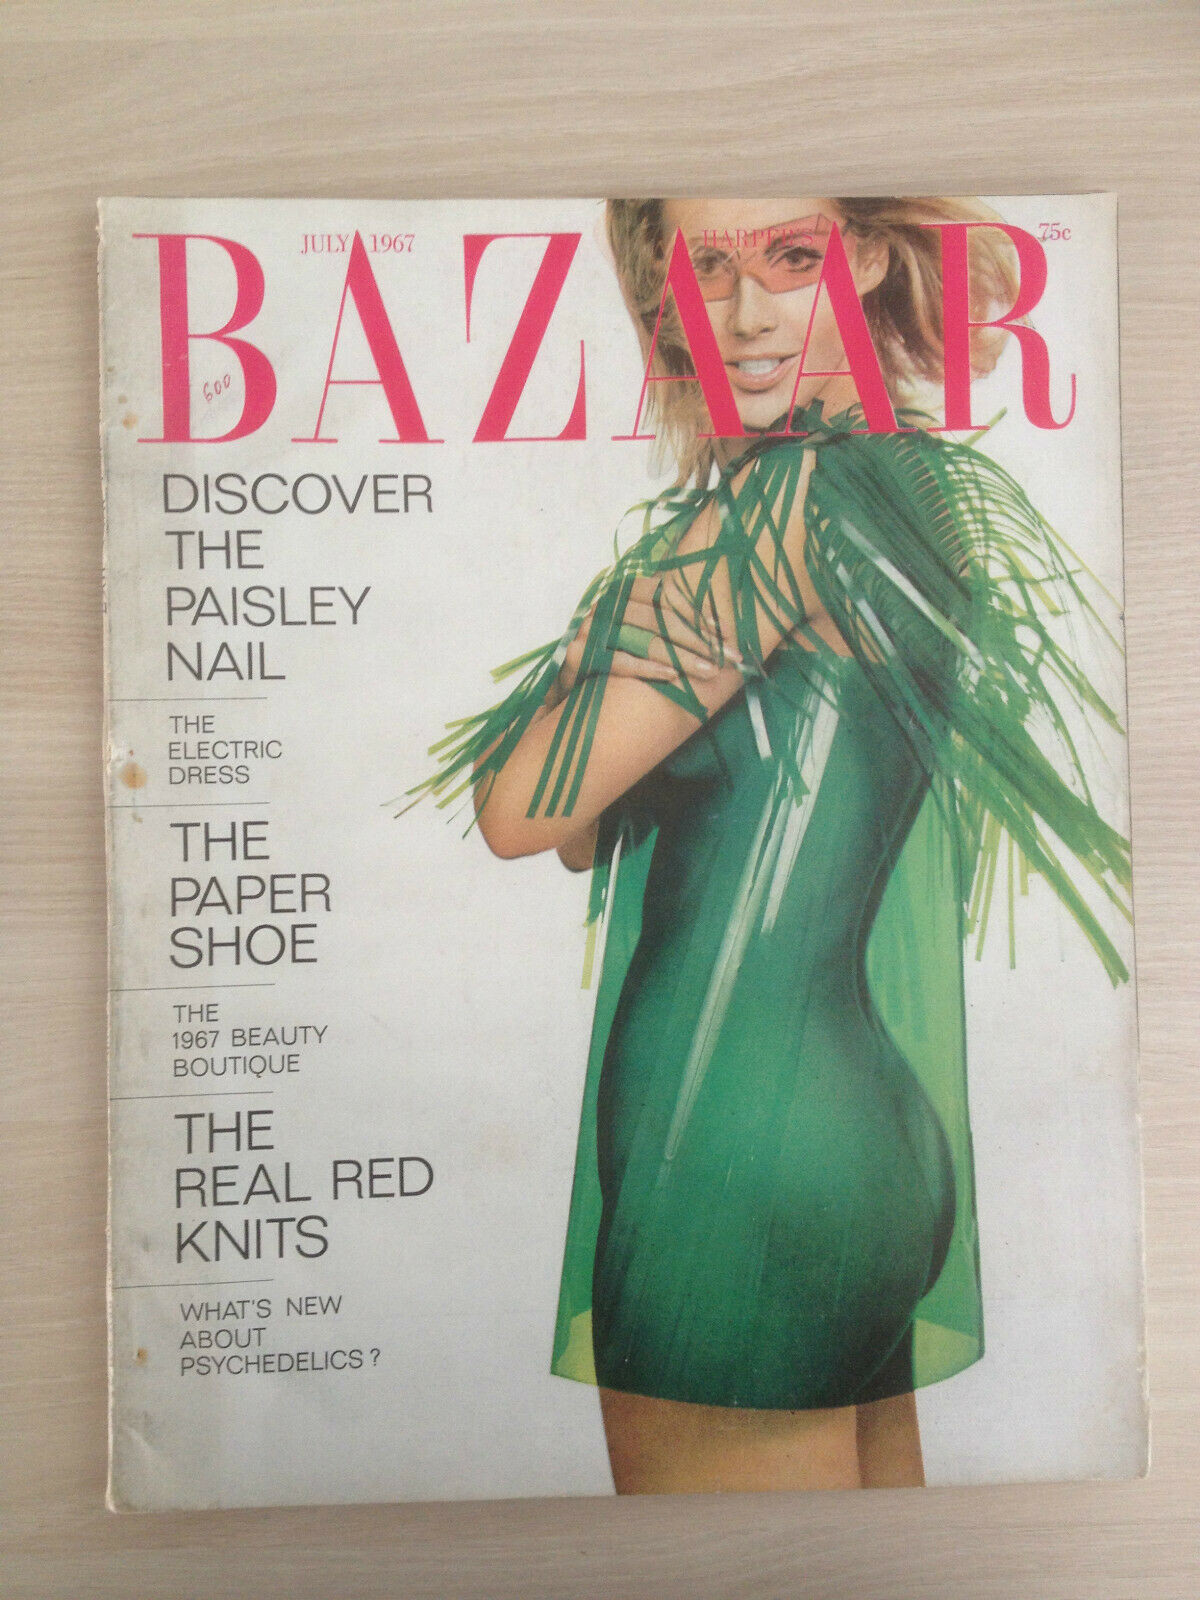 JULY 1967
HARPER'S
75¢
BAZAAR
600
DISCOVER
THE
PAISLEY
NAIL
THE
ELECTRIC
DRESS
THE
PAPER
SHOE
THE
1967 BEAUTY
BOUTIQUE
THE
REAL RED
KNITS
WHAT'S NEW
ABOUT
PSYCHEDELICS?